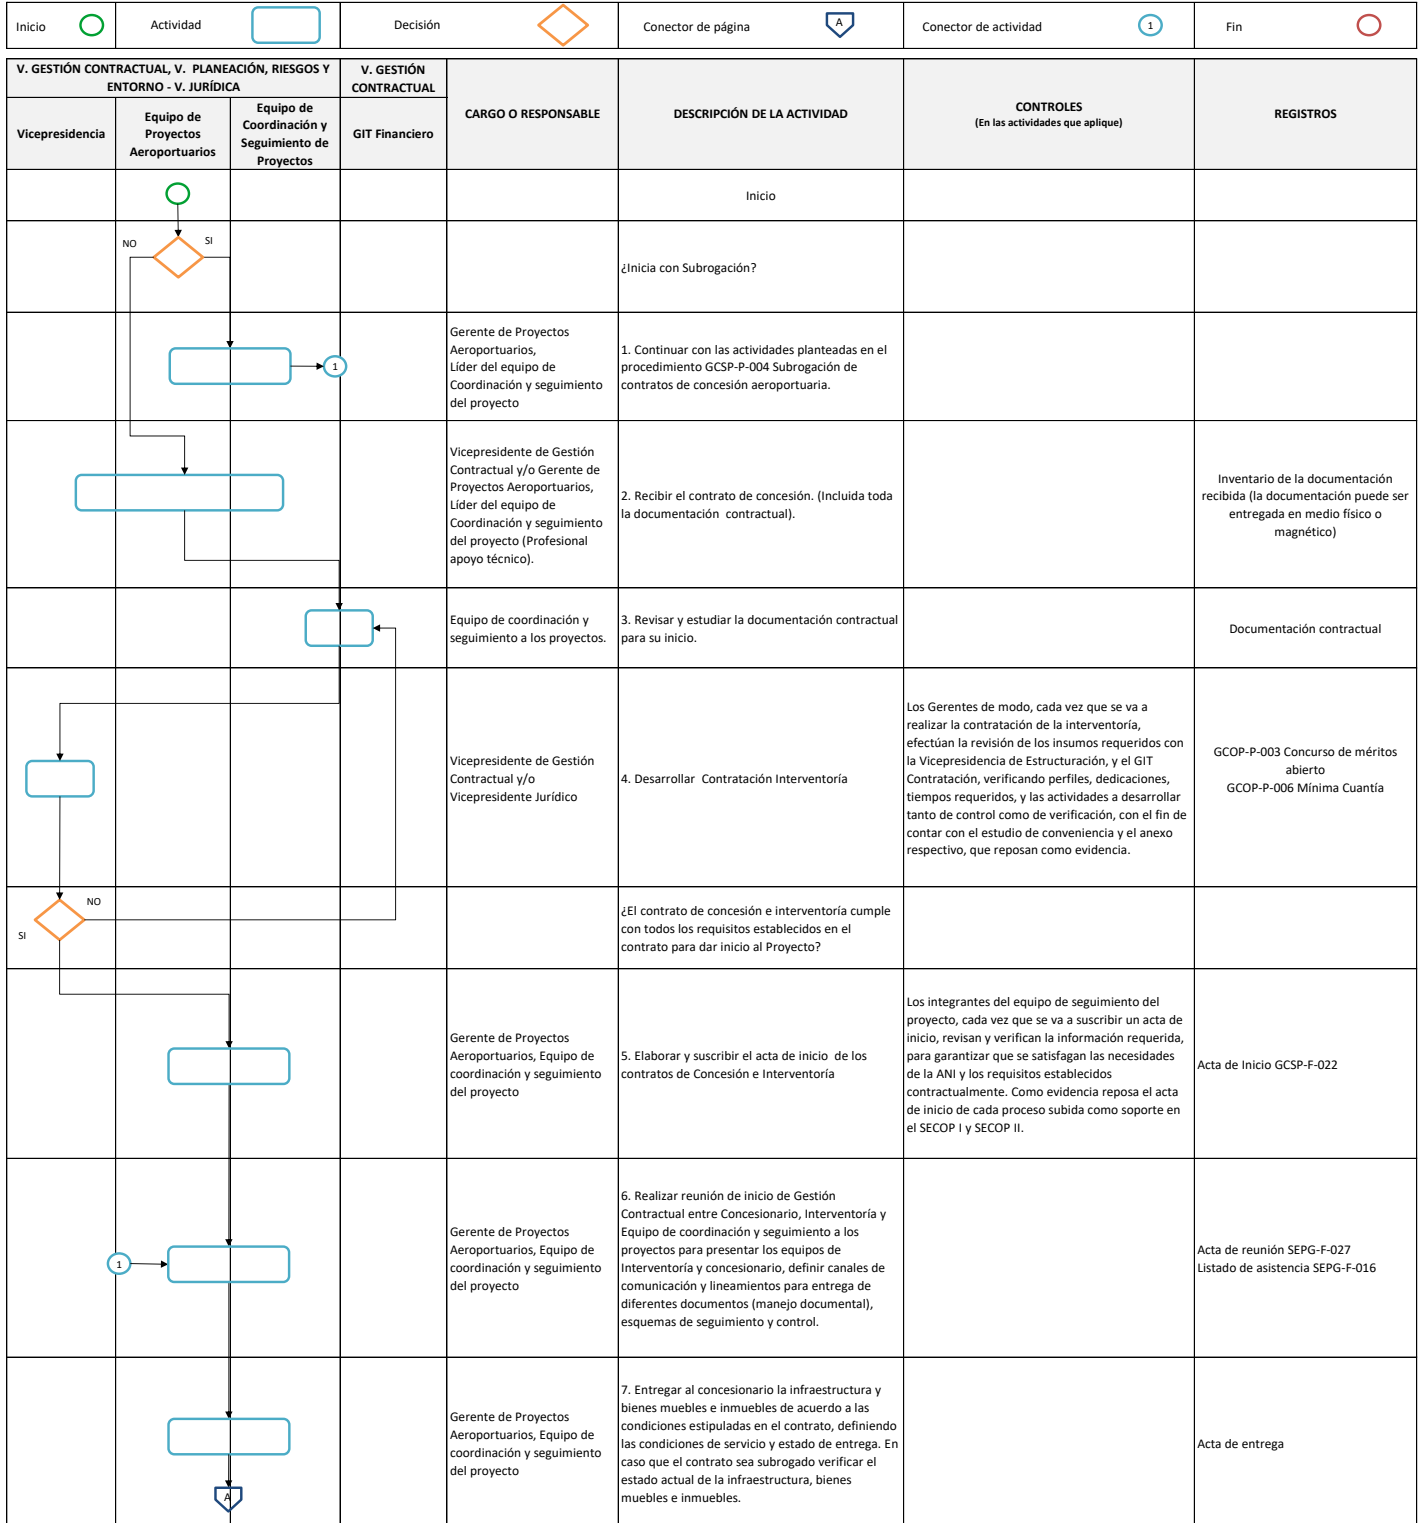 Inicio
Actividad
Decisión
Conector de página
A
Conector de actividad
1
Fin
V. GESTIÓN CONTRACTUAL, V.  PLANEACIÓN, RIESGOS Y
ENTORNO - V. JURÍDICA
V. GESTIÓN
CONTRACTUAL
CARGO O RESPONSABLE
DESCRIPCIÓN DE LA ACTIVIDAD
CONTROLES
(En las actividades que aplique)
REGISTROS
Vicepresidencia
Equipo de
Proyectos
Aeroportuarios
Equipo de
Coordinación y
Seguimiento de
Proyectos
GIT Financiero
Inicio
NO
SI
¿Inicia con Subrogación?
1
Gerente de Proyectos
Aeroportuarios,
Líder del equipo de
Coordinación y seguimiento
del proyecto
1. Continuar con las actividades planteadas en el
procedimiento GCSP-P-004 Subrogación de
contratos de concesión aeroportuaria.
Vicepresidente de Gestión
Contractual y/o Gerente de
Proyectos Aeroportuarios,
Líder del equipo de
Coordinación y seguimiento
del proyecto (Profesional
apoyo técnico).
2. Recibir el contrato de concesión. (Incluida toda
la documentación  contractual).
Inventario de la documentación
recibida (la documentación puede ser
entregada en medio físico o
magnético)
Equipo de coordinación y
seguimiento a los proyectos.
3. Revisar y estudiar la documentación contractual
para su inicio.
Documentación contractual
Vicepresidente de Gestión
Contractual y/o
Vicepresidente Jurídico
4. Desarrollar  Contratación Interventoría
Los Gerentes de modo, cada vez que se va a
realizar la contratación de la interventoría,
efectúan la revisión de los insumos requeridos con
la Vicepresidencia de Estructuración, y el GIT
Contratación, verificando perfiles, dedicaciones,
tiempos requeridos, y las actividades a desarrollar
tanto de control como de verificación, con el fin de
contar con el estudio de conveniencia y el anexo
respectivo, que reposan como evidencia.
GCOP-P-003 Concurso de méritos
abierto
GCOP-P-006 Mínima Cuantía
NO
SI
¿El contrato de concesión e interventoría cumple
con todos los requisitos establecidos en el
contrato para dar inicio al Proyecto?
Gerente de Proyectos
Aeroportuarios, Equipo de
coordinación y seguimiento
del proyecto
5. Elaborar y suscribir el acta de inicio  de los
contratos de Concesión e Interventoría
Los integrantes del equipo de seguimiento del
proyecto, cada vez que se va a suscribir un acta de
inicio, revisan y verifican la información requerida,
para garantizar que se satisfagan las necesidades
de la ANI y los requisitos establecidos
contractualmente. Como evidencia reposa el acta
de inicio de cada proceso subida como soporte en
el SECOP I y SECOP II.
Acta de Inicio GCSP-F-022
1
Gerente de Proyectos
Aeroportuarios, Equipo de
coordinación y seguimiento
del proyecto
6. Realizar reunión de inicio de Gestión
Contractual entre Concesionario, Interventoría y
Equipo de coordinación y seguimiento a los
proyectos para presentar los equipos de
Interventoría y concesionario, definir canales de
comunicación y lineamientos para entrega de
diferentes documentos (manejo documental),
esquemas de seguimiento y control.
Acta de reunión SEPG-F-027
Listado de asistencia SEPG-F-016
A
Gerente de Proyectos
Aeroportuarios, Equipo de
coordinación y seguimiento
del proyecto
7. Entregar al concesionario la infraestructura y
bienes muebles e inmuebles de acuerdo a las
condiciones estipuladas en el contrato, definiendo
las condiciones de servicio y estado de entrega. En
caso que el contrato sea subrogado verificar el
estado actual de la infraestructura, bienes
muebles e inmuebles.
Acta de entrega